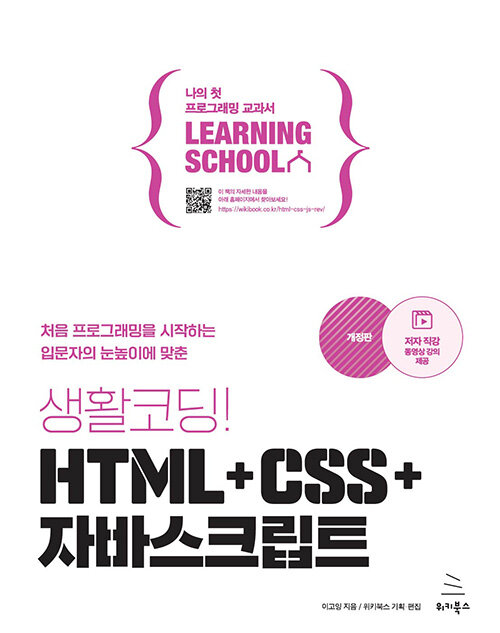 나의 첫
프로그래밍 교과서
LEARNING
SCHOOL
이 책의 자세한 내용을
아래 홈페이지에서 찾아보세요!
https://wikibook.co.kr/html-css-js-rev/
처음 프로그래밍을 시작하는
입문자의 눈높이에 맞춘
개정판
저자 직강
동영상 강의
제공
생활코딩!
HTML+CSS+
자바스크립트
이고잉 지음 / 위키북스 기획·편집
위키북스